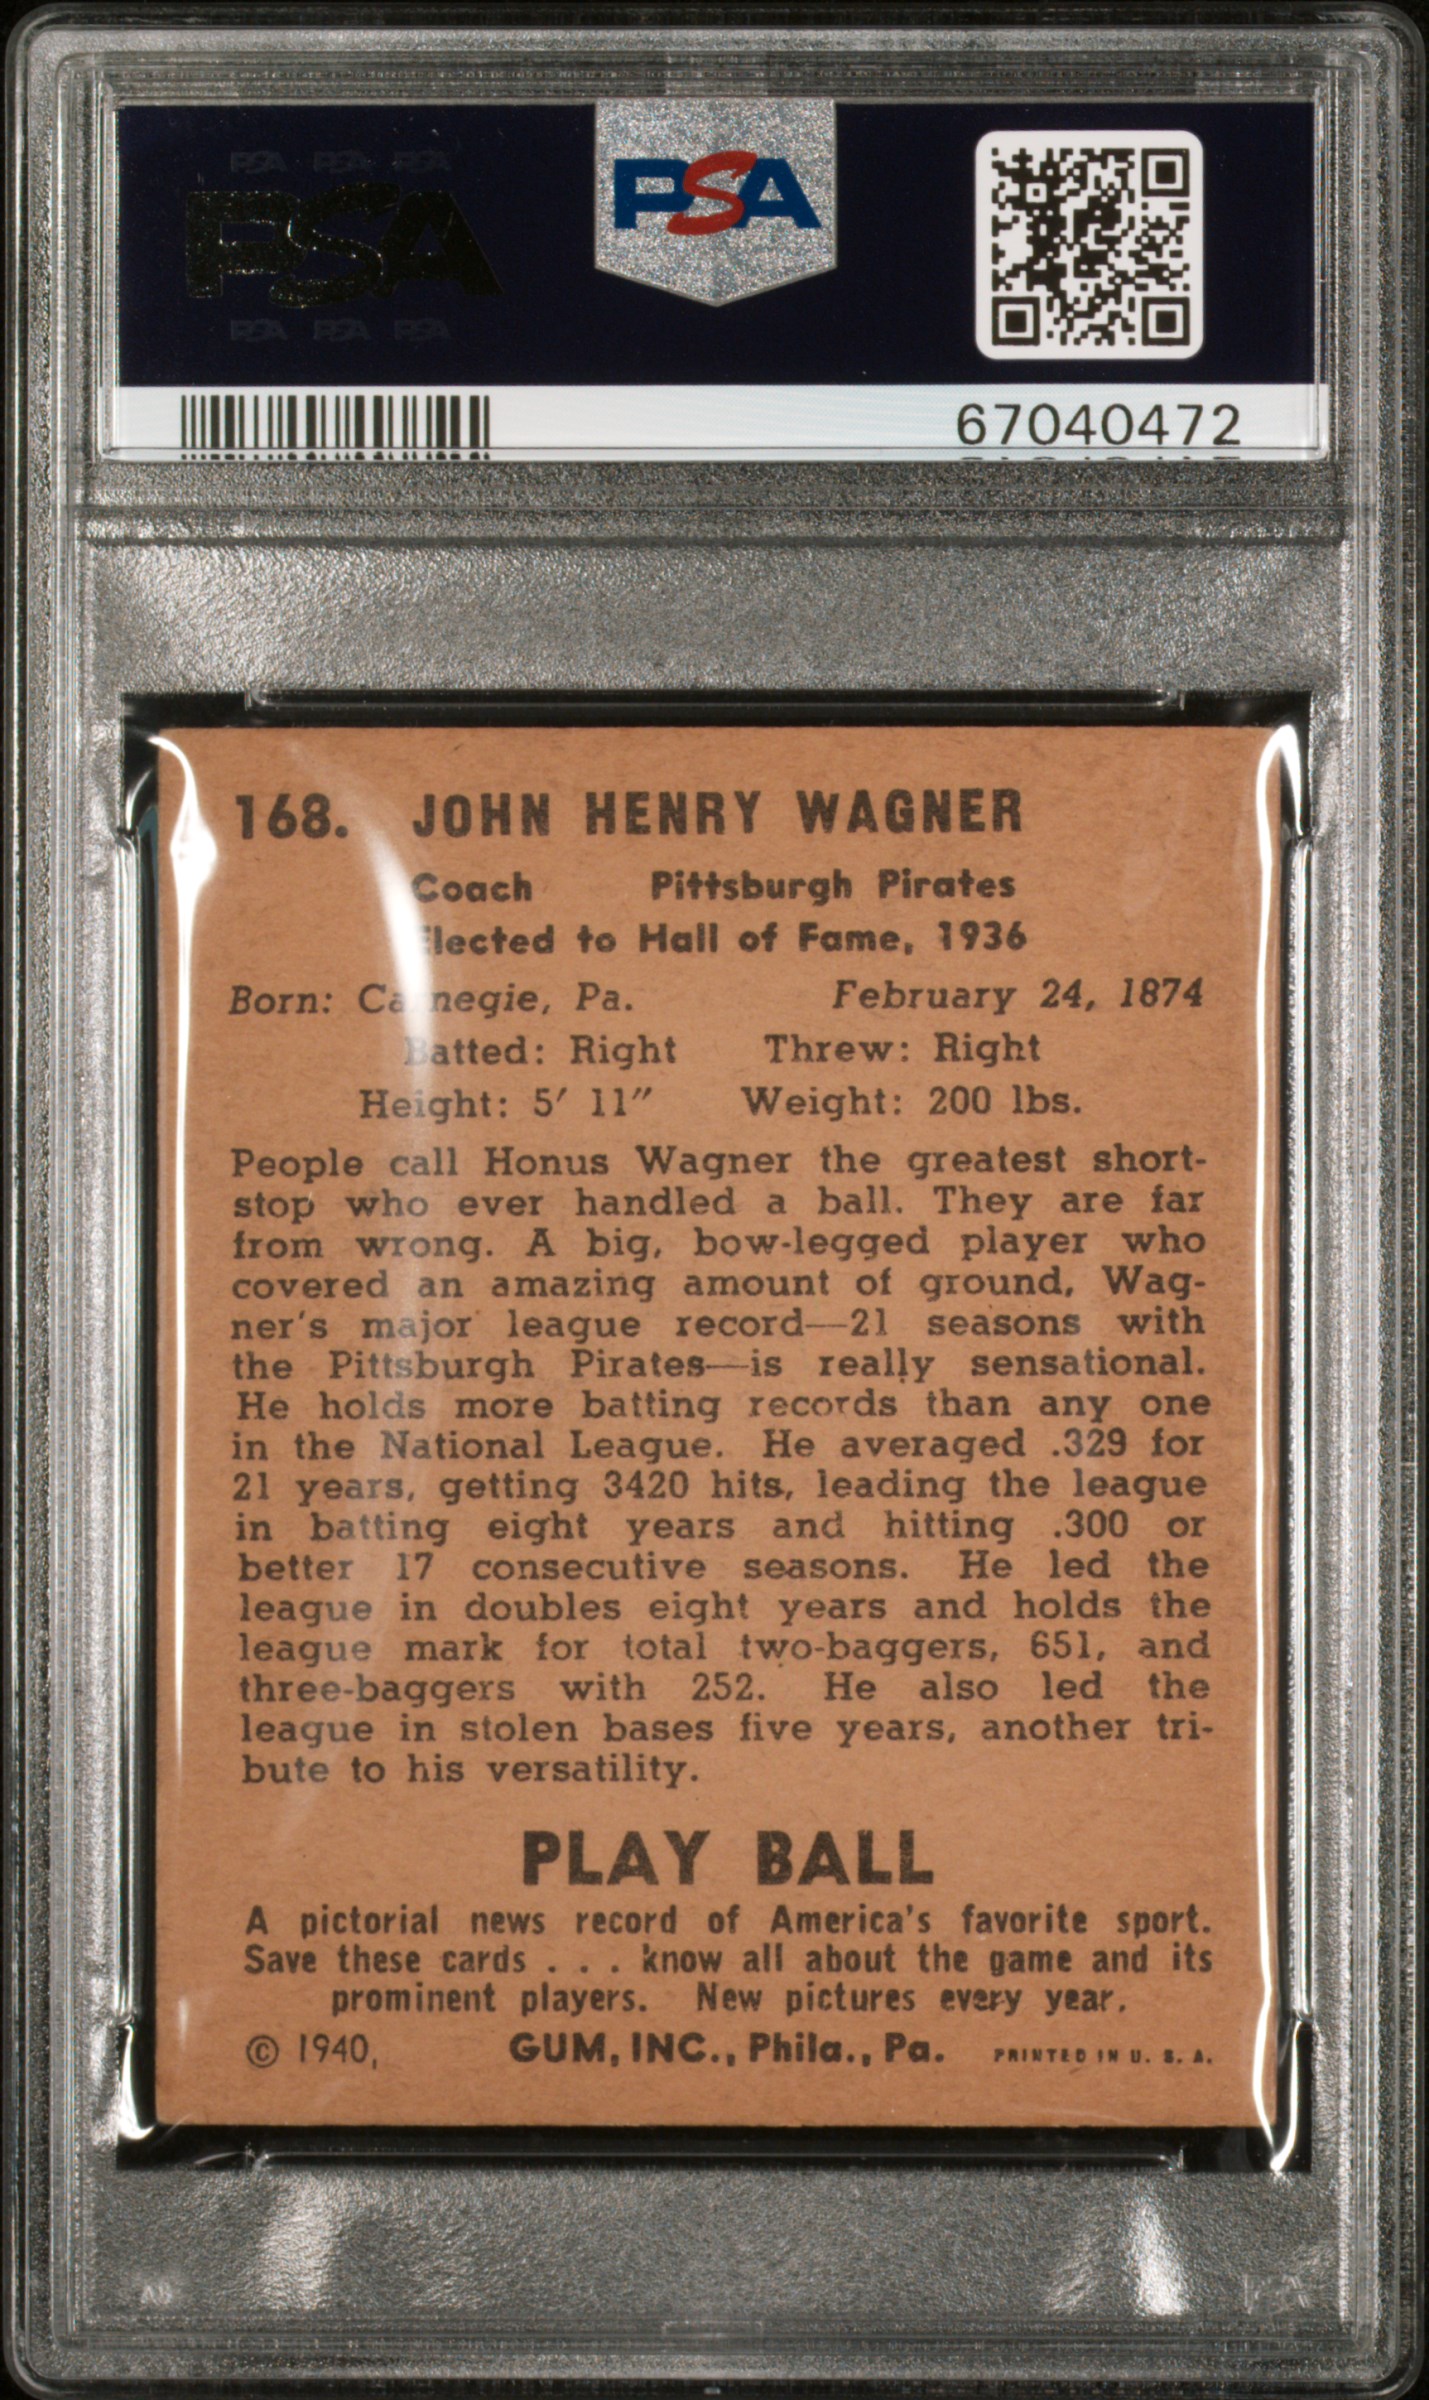 PSA PSA PSA
PSA
PSA PSA PSA
PSA
67040472
168. JOHN HENRY WAGNER
Coach Pittsburgh Pirates
Elected to Hall of Fame, 1936
Born: Carnegie, Pa. February 24, 1874
Batted: Right Threw: Right
Height: 5' 11" Weight: 200 lbs.
People call Honus Wagner the greatest short-
stop who ever handled a ball. They are far
from wrong. A big, bow-legged player who
covered an amazing amount of ground, Wag-
ner's major league record—21 seasons with
the Pittsburgh Pirates—is really sensational.
He holds more batting records than any one
in the National League. He averaged .329 for
21 years, getting 3420 hits, leading the league
in batting eight years and hitting .300 or
better 17 consecutive seasons. He led the
league in doubles eight years and holds the
league mark for total two-baggers, 651, and
three-baggers with 252. He also led the
league in stolen bases five years, another tri-
bute to his versatility.
PLAY BALL
A pictorial news record of America's favorite sport.
Save these cards . . . know all about the game and its
prominent players. New pictures every year.
© 1940, GUM, INC., Phila., Pa. PRINTED IN U. S. A.